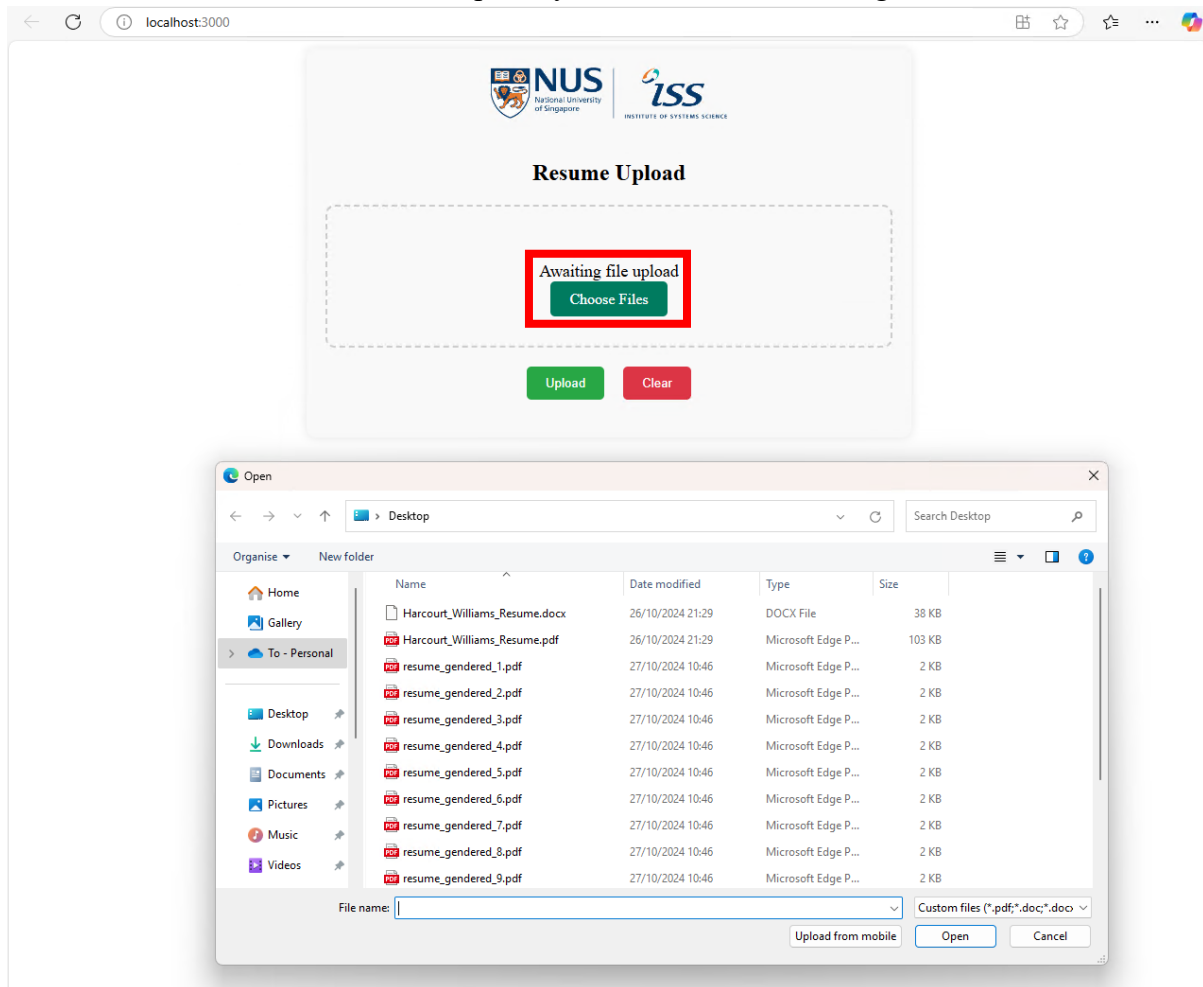 localhost:3000
NUS
National University
of Singapore
iss
INSTITUTE OF SYSTEMS SCIENCE
Resume Upload
Awaiting file upload
Choose Files
Upload Clear
Open
Desktop Search Desktop
Organise New folder
Home
Gallery
To - Personal
Desktop
Downloads
Documents
Pictures
Music
Videos
Name Date modified Type Size
Harcourt_Williams_Resume.docx 26/10/2024 21:29 DOCX File 38 KB
Harcourt_Williams_Resume.pdf 26/10/2024 21:29 Microsoft Edge P... 103 KB
resume_gendered_1.pdf 27/10/2024 10:46 Microsoft Edge P... 2 KB
resume_gendered_2.pdf 27/10/2024 10:46 Microsoft Edge P... 2 KB
resume_gendered_3.pdf 27/10/2024 10:46 Microsoft Edge P... 2 KB
resume_gendered_4.pdf 27/10/2024 10:46 Microsoft Edge P... 2 KB
resume_gendered_5.pdf 27/10/2024 10:46 Microsoft Edge P... 2 KB
resume_gendered_6.pdf 27/10/2024 10:46 Microsoft Edge P... 2 KB
resume_gendered_7.pdf 27/10/2024 10:46 Microsoft Edge P... 2 KB
resume_gendered_8.pdf 27/10/2024 10:46 Microsoft Edge P... 2 KB
resume_gendered_9.pdf 27/10/2024 10:46 Microsoft Edge P... 2 KB
File name: Custom files (*.pdf;*.doc;*.doc
Upload from mobile Open Cancel